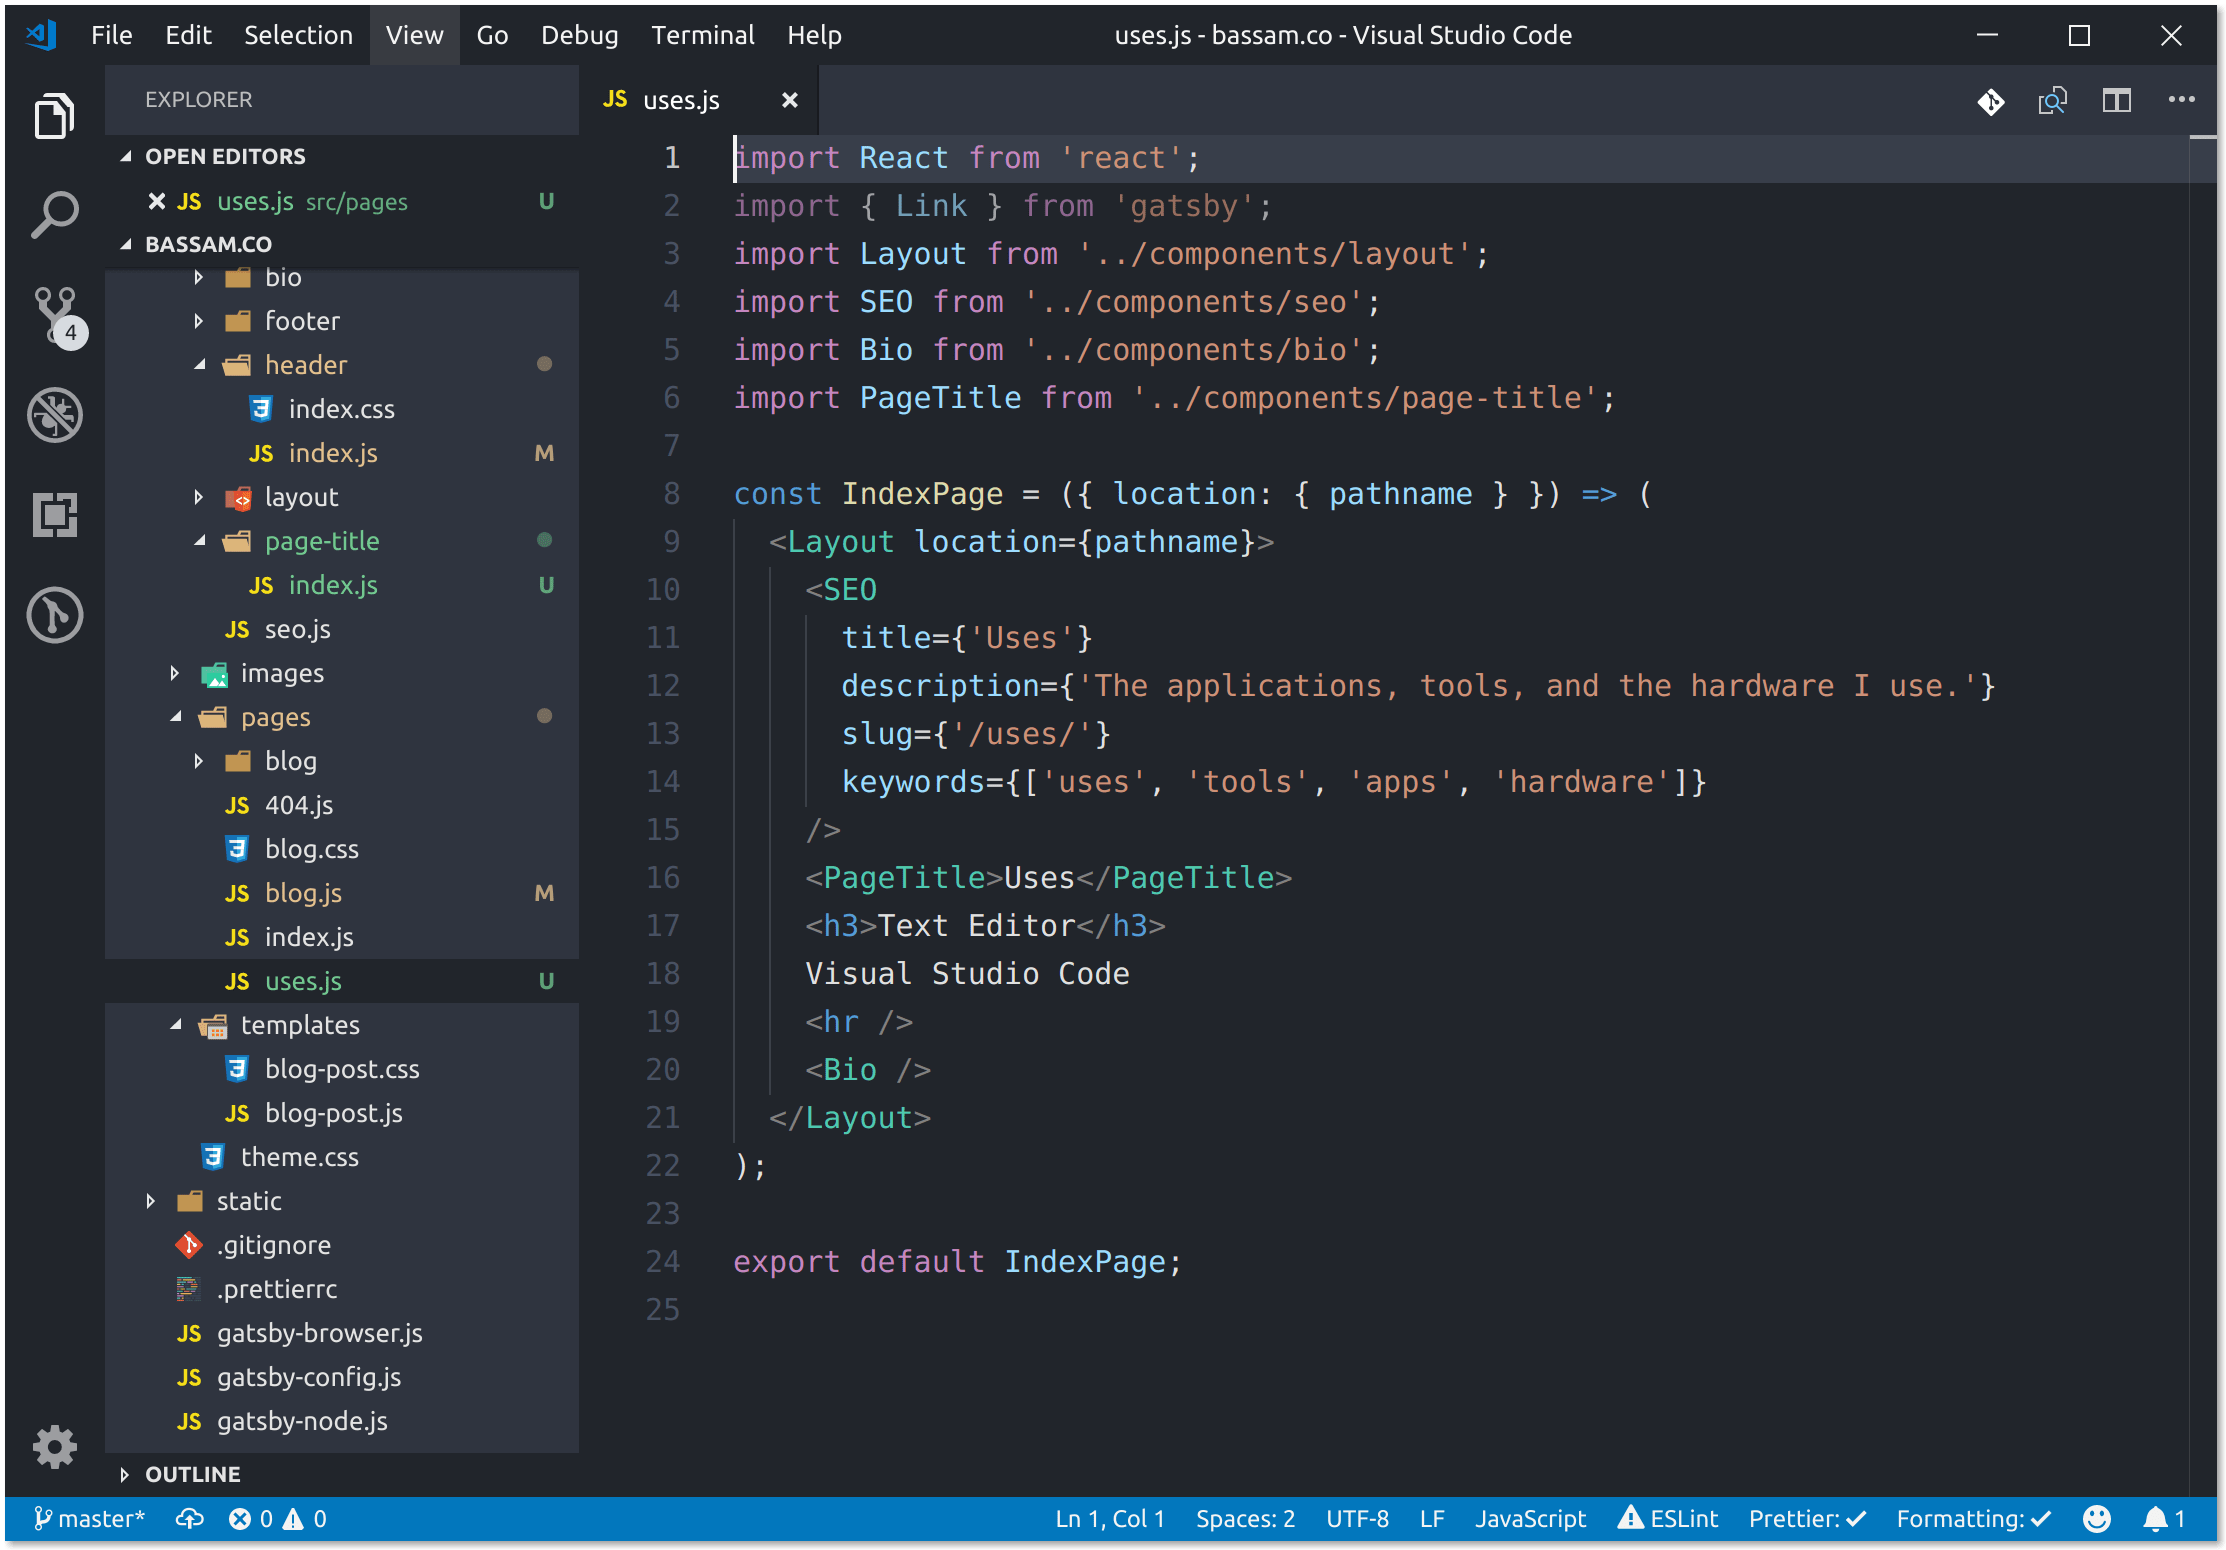 File Edit Selection View Go Debug Terminal Help uses.js - bassam.co - Visual Studio Code
EXPLORER
OPEN EDITORS
JS uses.js src/pages U
BASSAM.CO
bio
footer
header
index.css
JS index.js M
layout
page-title
JS index.js U
JS seo.js
images
pages
blog
JS 404.js
blog.css
JS blog.js M
JS index.js
JS uses.js U
templates
blog-post.css
JS blog-post.js
theme.css
static
.gitignore
.prettierrc
JS gatsby-browser.js
JS gatsby-config.js
JS gatsby-node.js
OUTLINE
4
JS uses.js
1 import React from 'react';
2 import { Link } from 'gatsby';
3 import Layout from '../components/layout';
4 import SEO from '../components/seo';
5 import Bio from '../components/bio';
6 import PageTitle from '../components/page-title';
7
8 const IndexPage = ({ location: { pathname } }) => (
9   <Layout location={pathname}>
10     <SEO
11       title={'Uses'}
12       description={'The applications, tools, and the hardware I use.'}
13       slug={'/uses/'}
14       keywords={['uses', 'tools', 'apps', 'hardware']}
15     />
16     <PageTitle>Uses</PageTitle>
17     <h3>Text Editor</h3>
18     Visual Studio Code
19     <hr />
20     <Bio />
21   </Layout>
22 );
23
24 export default IndexPage;
25
master* 0 0 Ln 1, Col 1 Spaces: 2 UTF-8 LF JavaScript ESLint Prettier: ✓ Formatting: ✓ 1